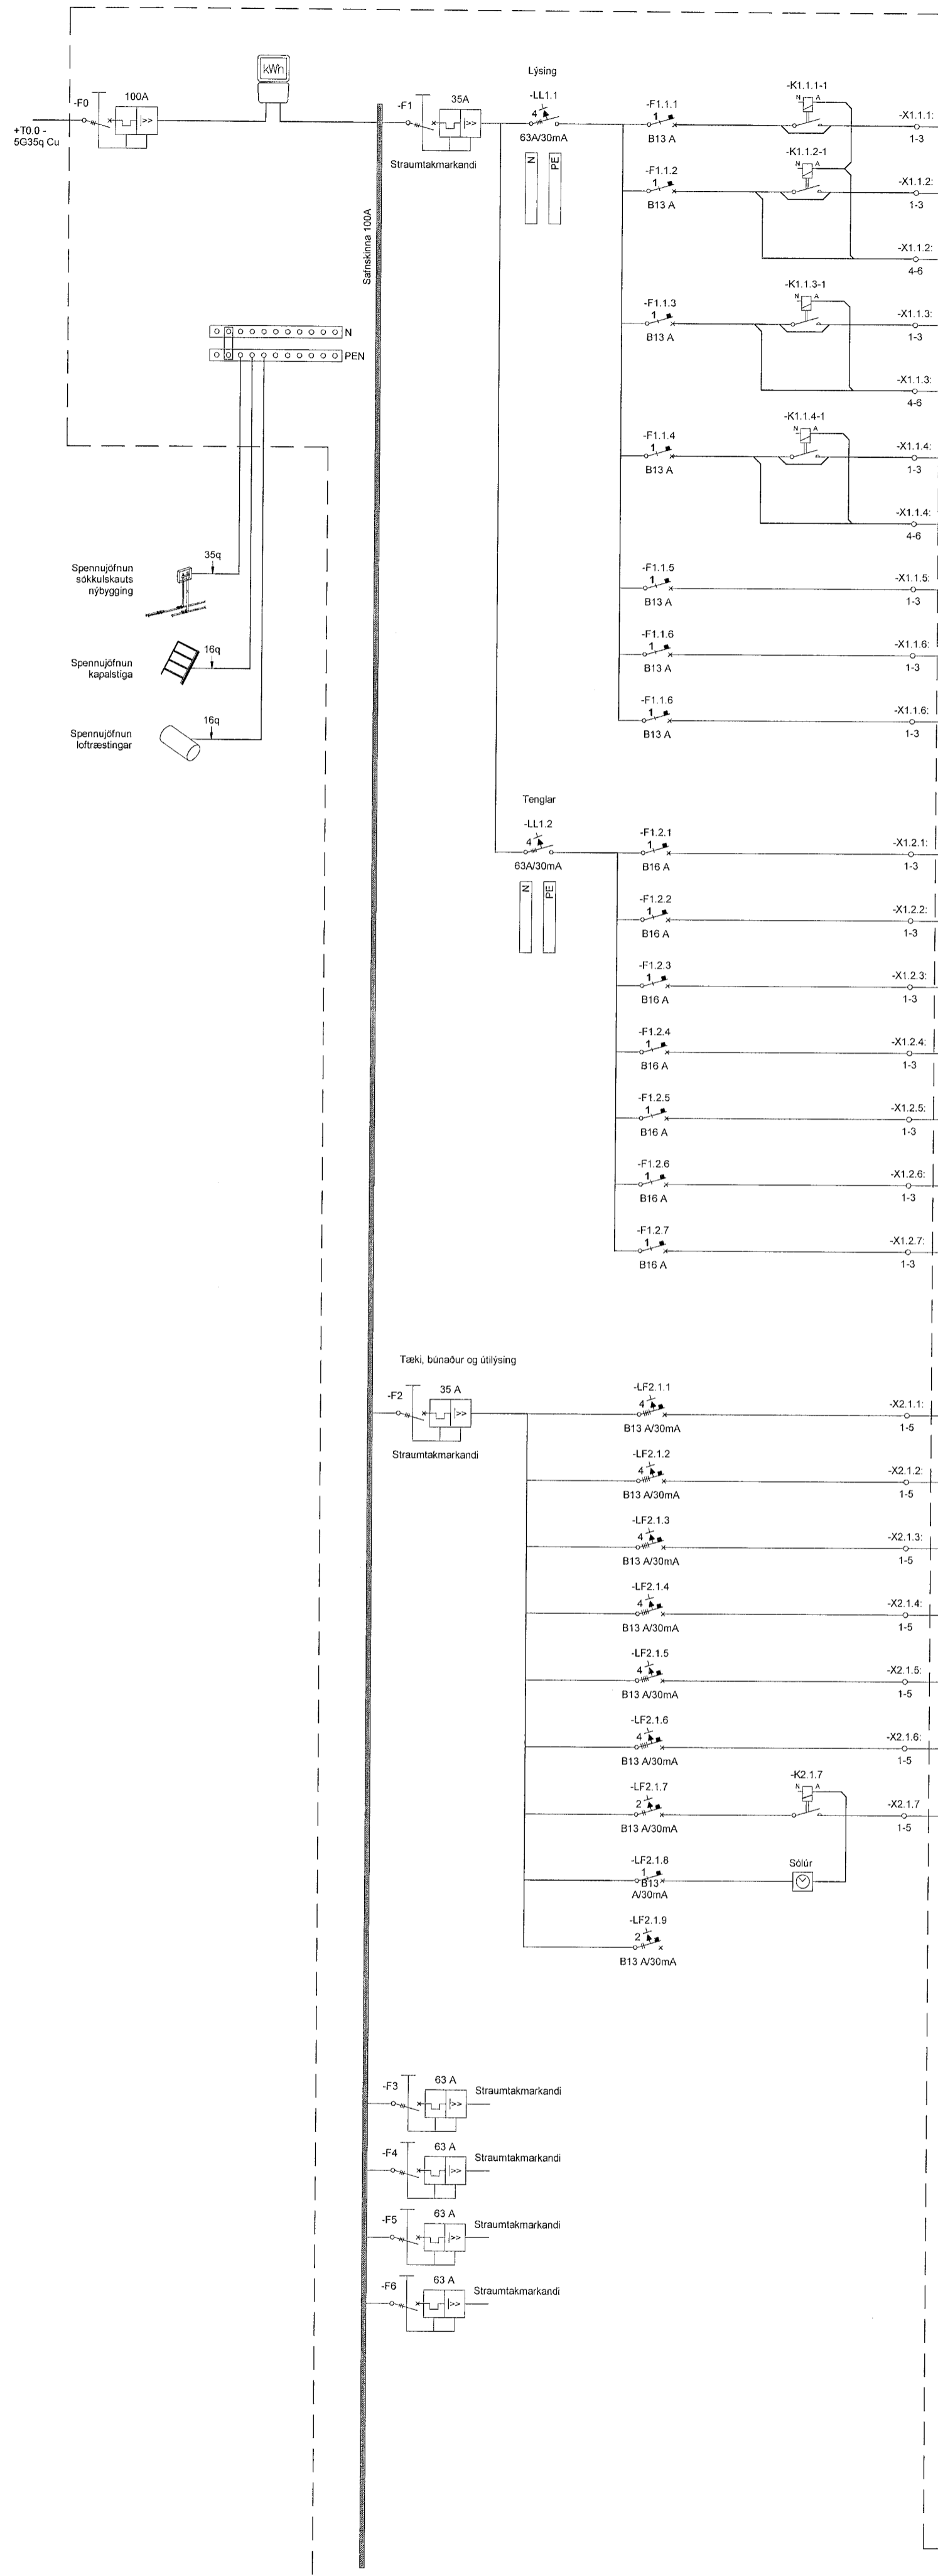 kWh
-F0
100A
+T0.0 -
5G35q Cu
-F1
35A
Straumtakmarkandi
Safnskinna 100A
Lýsing
-LL1.1
4
63A/30mA
N
PE
-F1.1.1
1
B13 A
-K1.1.1-1
N
A
-X1.1.1:
1-3
-F1.1.2
1
B13 A
-K1.1.2-1
N
A
-X1.1.2:
1-3
-X1.1.2:
4-6
-F1.1.3
1
B13 A
-K1.1.3-1
N
A
-X1.1.3:
1-3
-X1.1.3:
4-6
-F1.1.4
1
B13 A
-K1.1.4-1
N
A
-X1.1.4:
1-3
-X1.1.4:
4-6
-F1.1.5
1
B13 A
-X1.1.5:
1-3
-F1.1.6
1
B13 A
-X1.1.6:
1-3
-F1.1.6
1
B13 A
-X1.1.6:
1-3
N
PEN
35q
Spennujöfnun
sökkulskauts
nýbygging
16q
Spennujöfnun
kapalstiga
16q
Spennujöfnun
loftræstingar
Tenglar
-LL1.2
4
63A/30mA
N
PE
-F1.2.1
1
B16 A
-X1.2.1:
1-3
-F1.2.2
1
B16 A
-X1.2.2:
1-3
-F1.2.3
1
B16 A
-X1.2.3:
1-3
-F1.2.4
1
B16 A
-X1.2.4:
1-3
-F1.2.5
1
B16 A
-X1.2.5:
1-3
-F1.2.6
1
B16 A
-X1.2.6:
1-3
-F1.2.7
1
B16 A
-X1.2.7:
1-3
Tæki, búnaður og útilýsing
-F2
35 A
Straumtakmarkandi
-LF2.1.1
4
B13 A/30mA
-X2.1.1:
1-5
-LF2.1.2
4
B13 A/30mA
-X2.1.2:
1-5
-LF2.1.3
4
B13 A/30mA
-X2.1.3:
1-5
-LF2.1.4
4
B13 A/30mA
-X2.1.4:
1-5
-LF2.1.5
4
B13 A/30mA
-X2.1.5:
1-5
-LF2.1.6
4
B13 A/30mA
-X2.1.6:
1-5
-LF2.1.7
2
B13 A/30mA
-K2.1.7
N
A
-X2.1.7
1-5
-LF2.1.8
1
B13
A/30mA
Sólúr
-LF2.1.9
2
B13 A/30mA
-F3
63 A
Straumtakmarkandi
-F4
63 A
Straumtakmarkandi
-F5
63 A
Straumtakmarkandi
-F6
63 A
Straumtakmarkandi